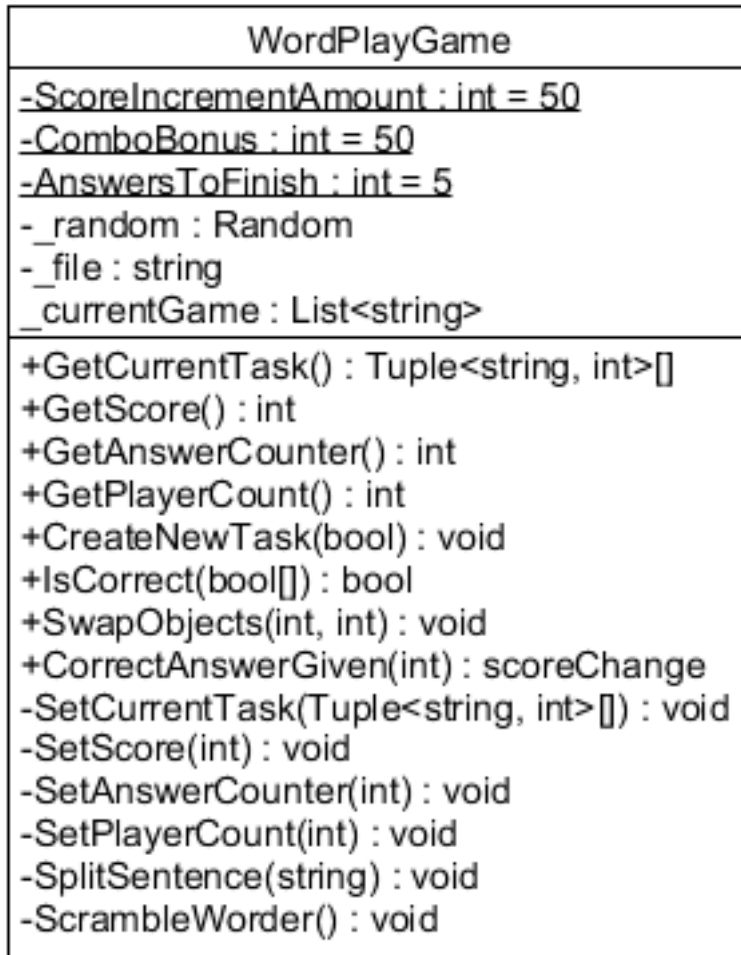 WordPlayGame
-ScoreIncrementAmount : int = 50
-ComboBonus : int = 50
-AnswersToFinish : int = 5
-_random : Random
-_file : string
_currentGame : List<string>
+GetCurrentTask() : Tuple<string, int>[]
+GetScore() : int
+GetAnswerCounter() : int
+GetPlayerCount() : int
+CreateNewTask(bool) : void
+IsCorrect(bool[]) : bool
+SwapObjects(int, int) : void
+CorrectAnswerGiven(int) : scoreChange
-SetCurrentTask(Tuple<string, int>[]) : void
-SetScore(int) : void
-SetAnswerCounter(int) : void
-SetPlayerCount(int) : void
-SplitSentence(string) : void
-ScrambleWorder() : void